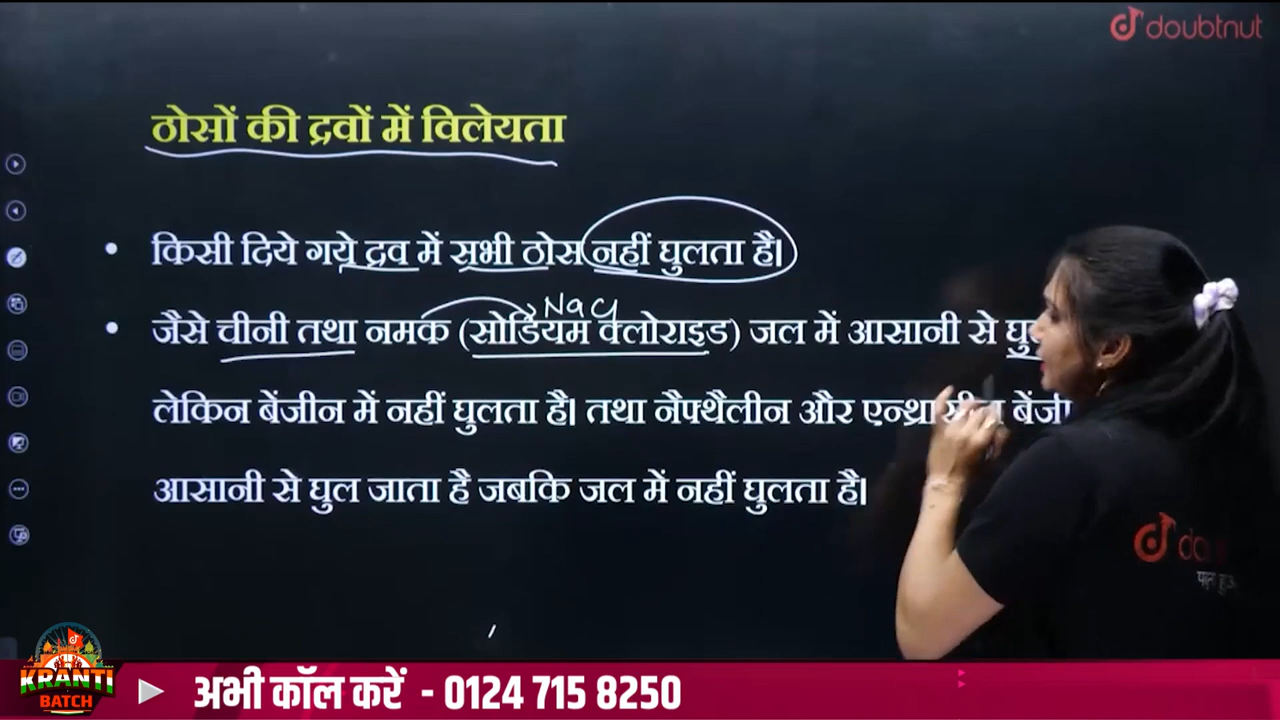 doubtnut
ठोसों की द्रवों में विलेयता
• किसी दिये गये द्रव में सभी ठोस नहीं घुलता है।
NaCl
• जैसे चीनी तथा नमक (सोडियम क्लोराइड) जल में आसानी से
लेकिन बेंजीन में नहीं घुलता है। तथा नैफ्थैलीन और एन्थ्रासीन
आसानी से घुल जाता है जबकि जल में नहीं घुलता है।
KRANTI
BATCH
अभी कॉल करें - 0124 715 8250